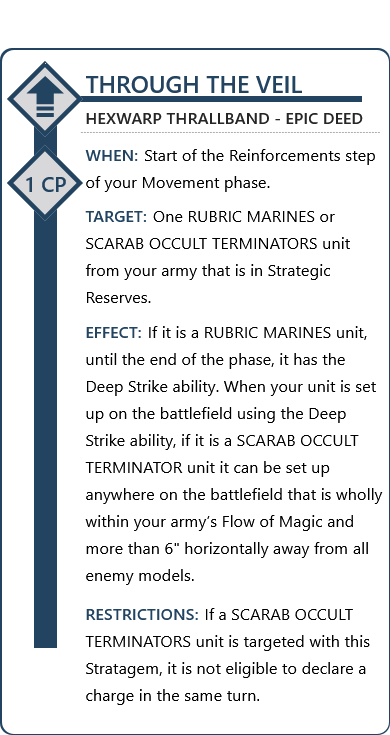 THROUGH THE VEIL
HEXWARP THRALLBAND - EPIC DEED
1 CP
WHEN: Start of the Reinforcements step
of your Movement phase.
TARGET: One RUBRIC MARINES or
SCARAB OCCULT TERMINATORS unit
from your army that is in Strategic
Reserves.
EFFECT: If it is a RUBRIC MARINES unit,
until the end of the phase, it has the
Deep Strike ability. When your unit is set
up on the battlefield using the Deep
Strike ability, if it is a SCARAB OCCULT
TERMINATOR unit it can be set up
anywhere on the battlefield that is wholly
within your army’s Flow of Magic and
more than 6" horizontally away from all
enemy models.
RESTRICTIONS: If a SCARAB OCCULT
TERMINATORS unit is targeted with this
Stratagem, it is not eligible to declare a
charge in the same turn.